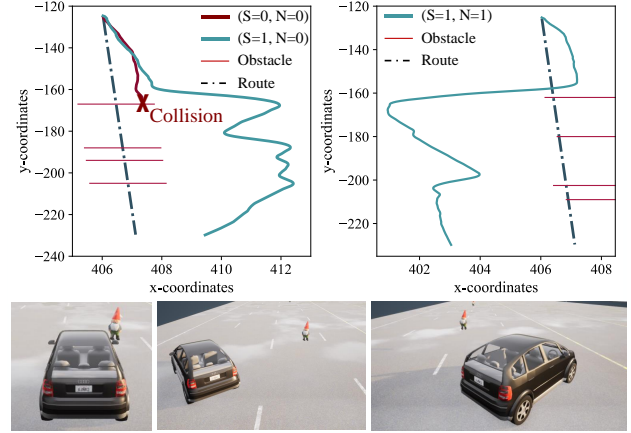 (S=0, N=0)
(S=1, N=0)
Obstacle
Route
Collision
y-coordinates
−120
−140
−160
−180
−200
−220
−240
406
408
410
412
x-coordinates
(S=1, N=1)
Obstacle
Route
y-coordinates
−120
−140
−160
−180
−200
−220
402
404
406
408
x-coordinates